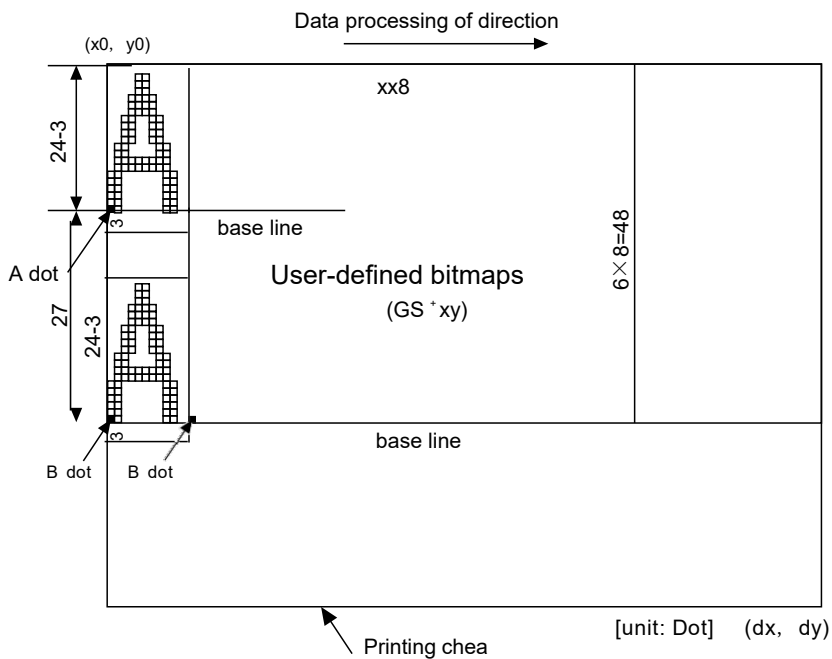 Data processing of direction
(x0, y0)
xx8
24-3
3
base line
A dot
6×8=48
User-defined bitmaps
(GS + xy)
27
24-3
3
base line
B dot
B dot
[unit: Dot] (dx, dy)
Printing chea